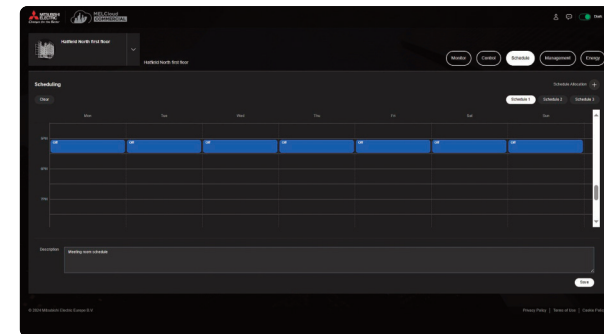 MITSUBISHI ELECTRIC
Changes for the Better
MELCloud
COMMERCIAL
Dark
Hatfield North first floor
Hatfield North first floor
Monitor
Control
Schedule
Management
Energy
Scheduling
Schedule Allocation +
Clear
Schedule 1
Schedule 2
Schedule 3
Mon Tue Wed Thu Fri Sat Sun
Off Off Off Off Off Off Off
Description
Meeting room schedule
Save
© 2024 Mitsubishi Electric Europe B.V.
Privacy Policy | Terms of Use | Cookie Policy